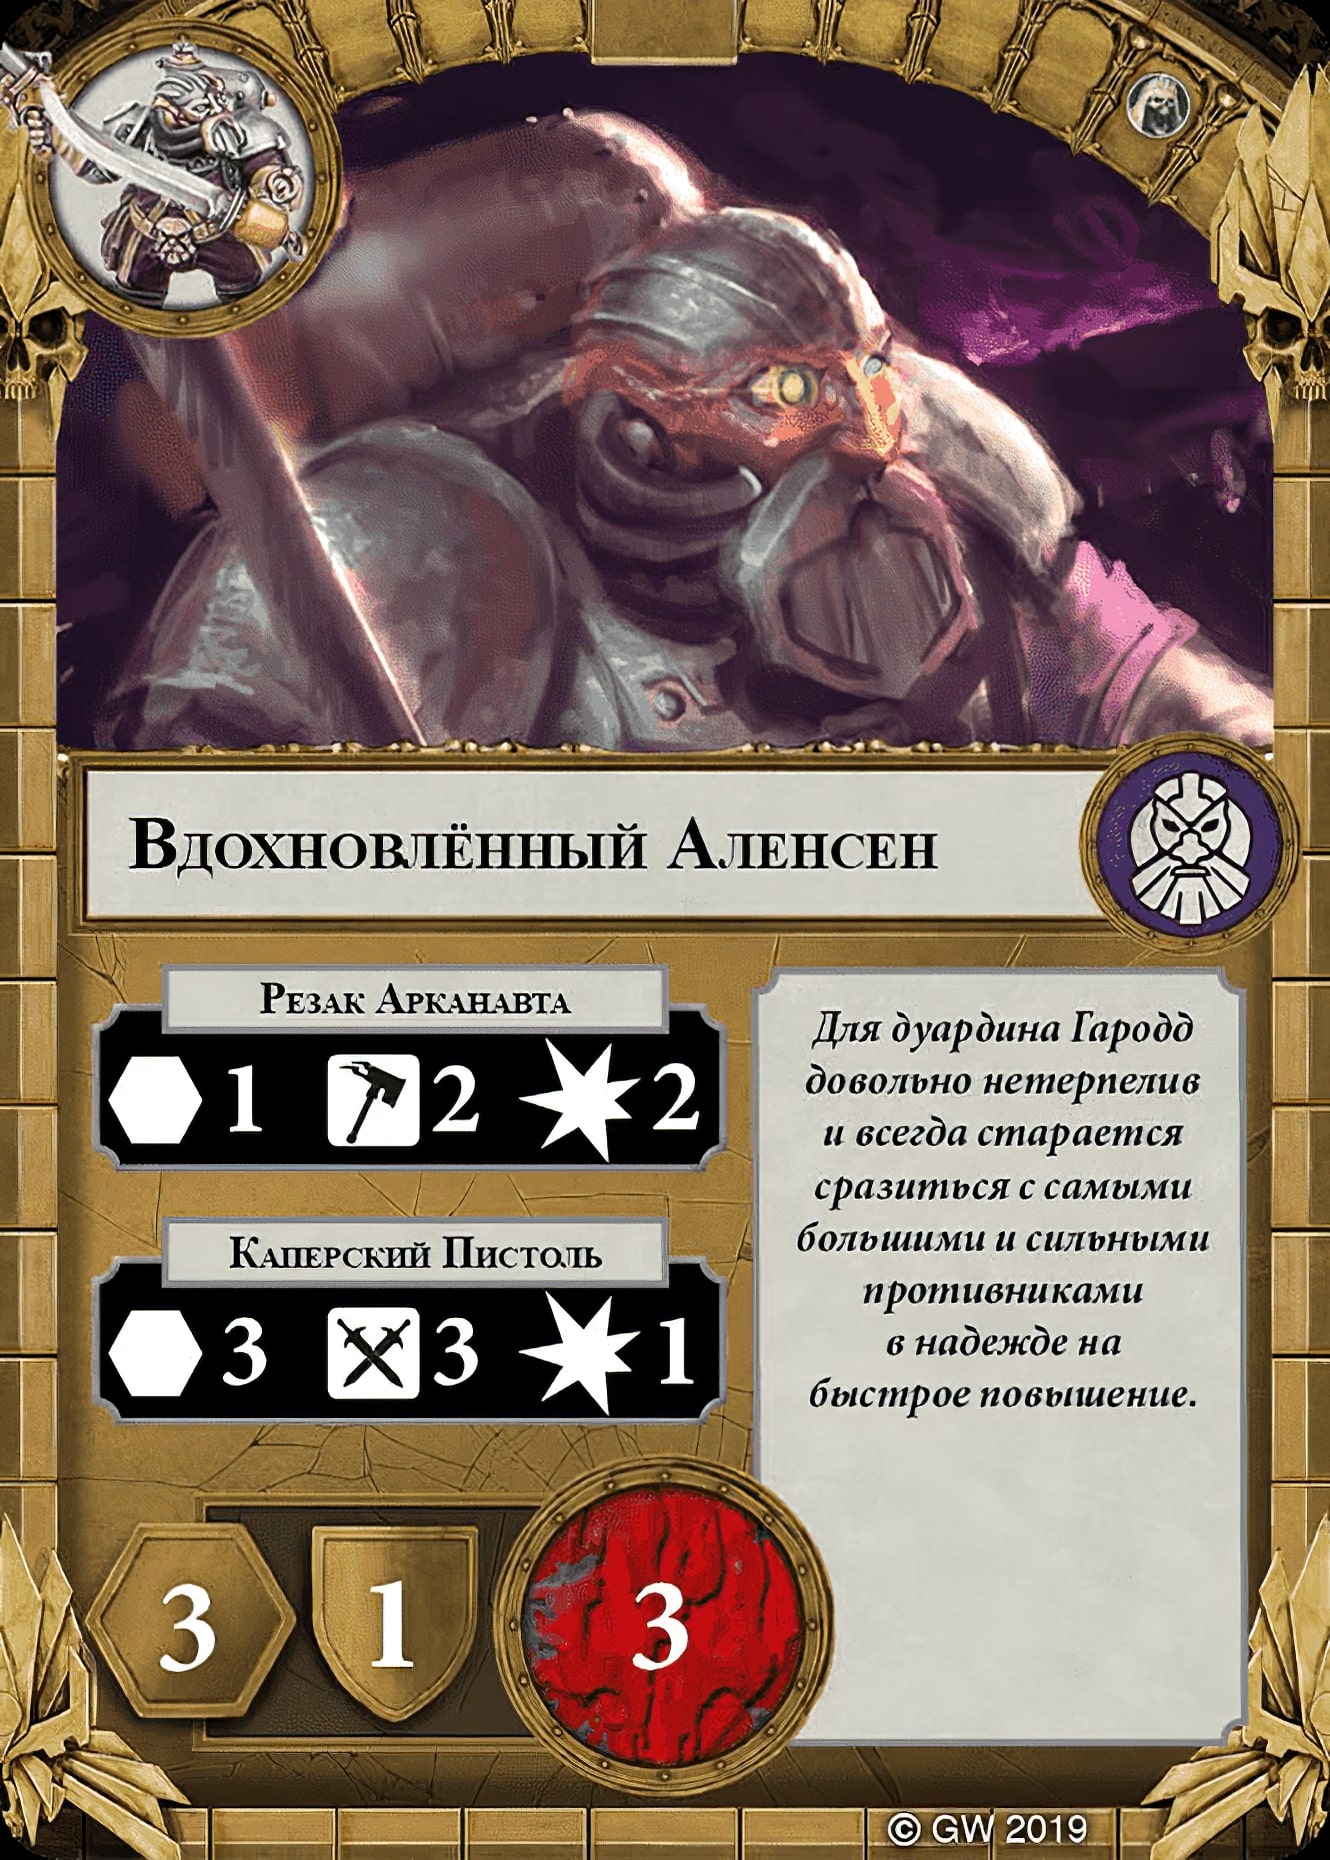 Вдохновлённый Аленсен
Резак Арканавта
1 2 2
Каперский Пистоль
3 3 1
Для дуардина Гародд
довольно нетерпелив
и всегда старается
сразиться с самыми
большими и сильными
противниками
в надежде на
быстрое повышение.
3 1 3
© GW 2019